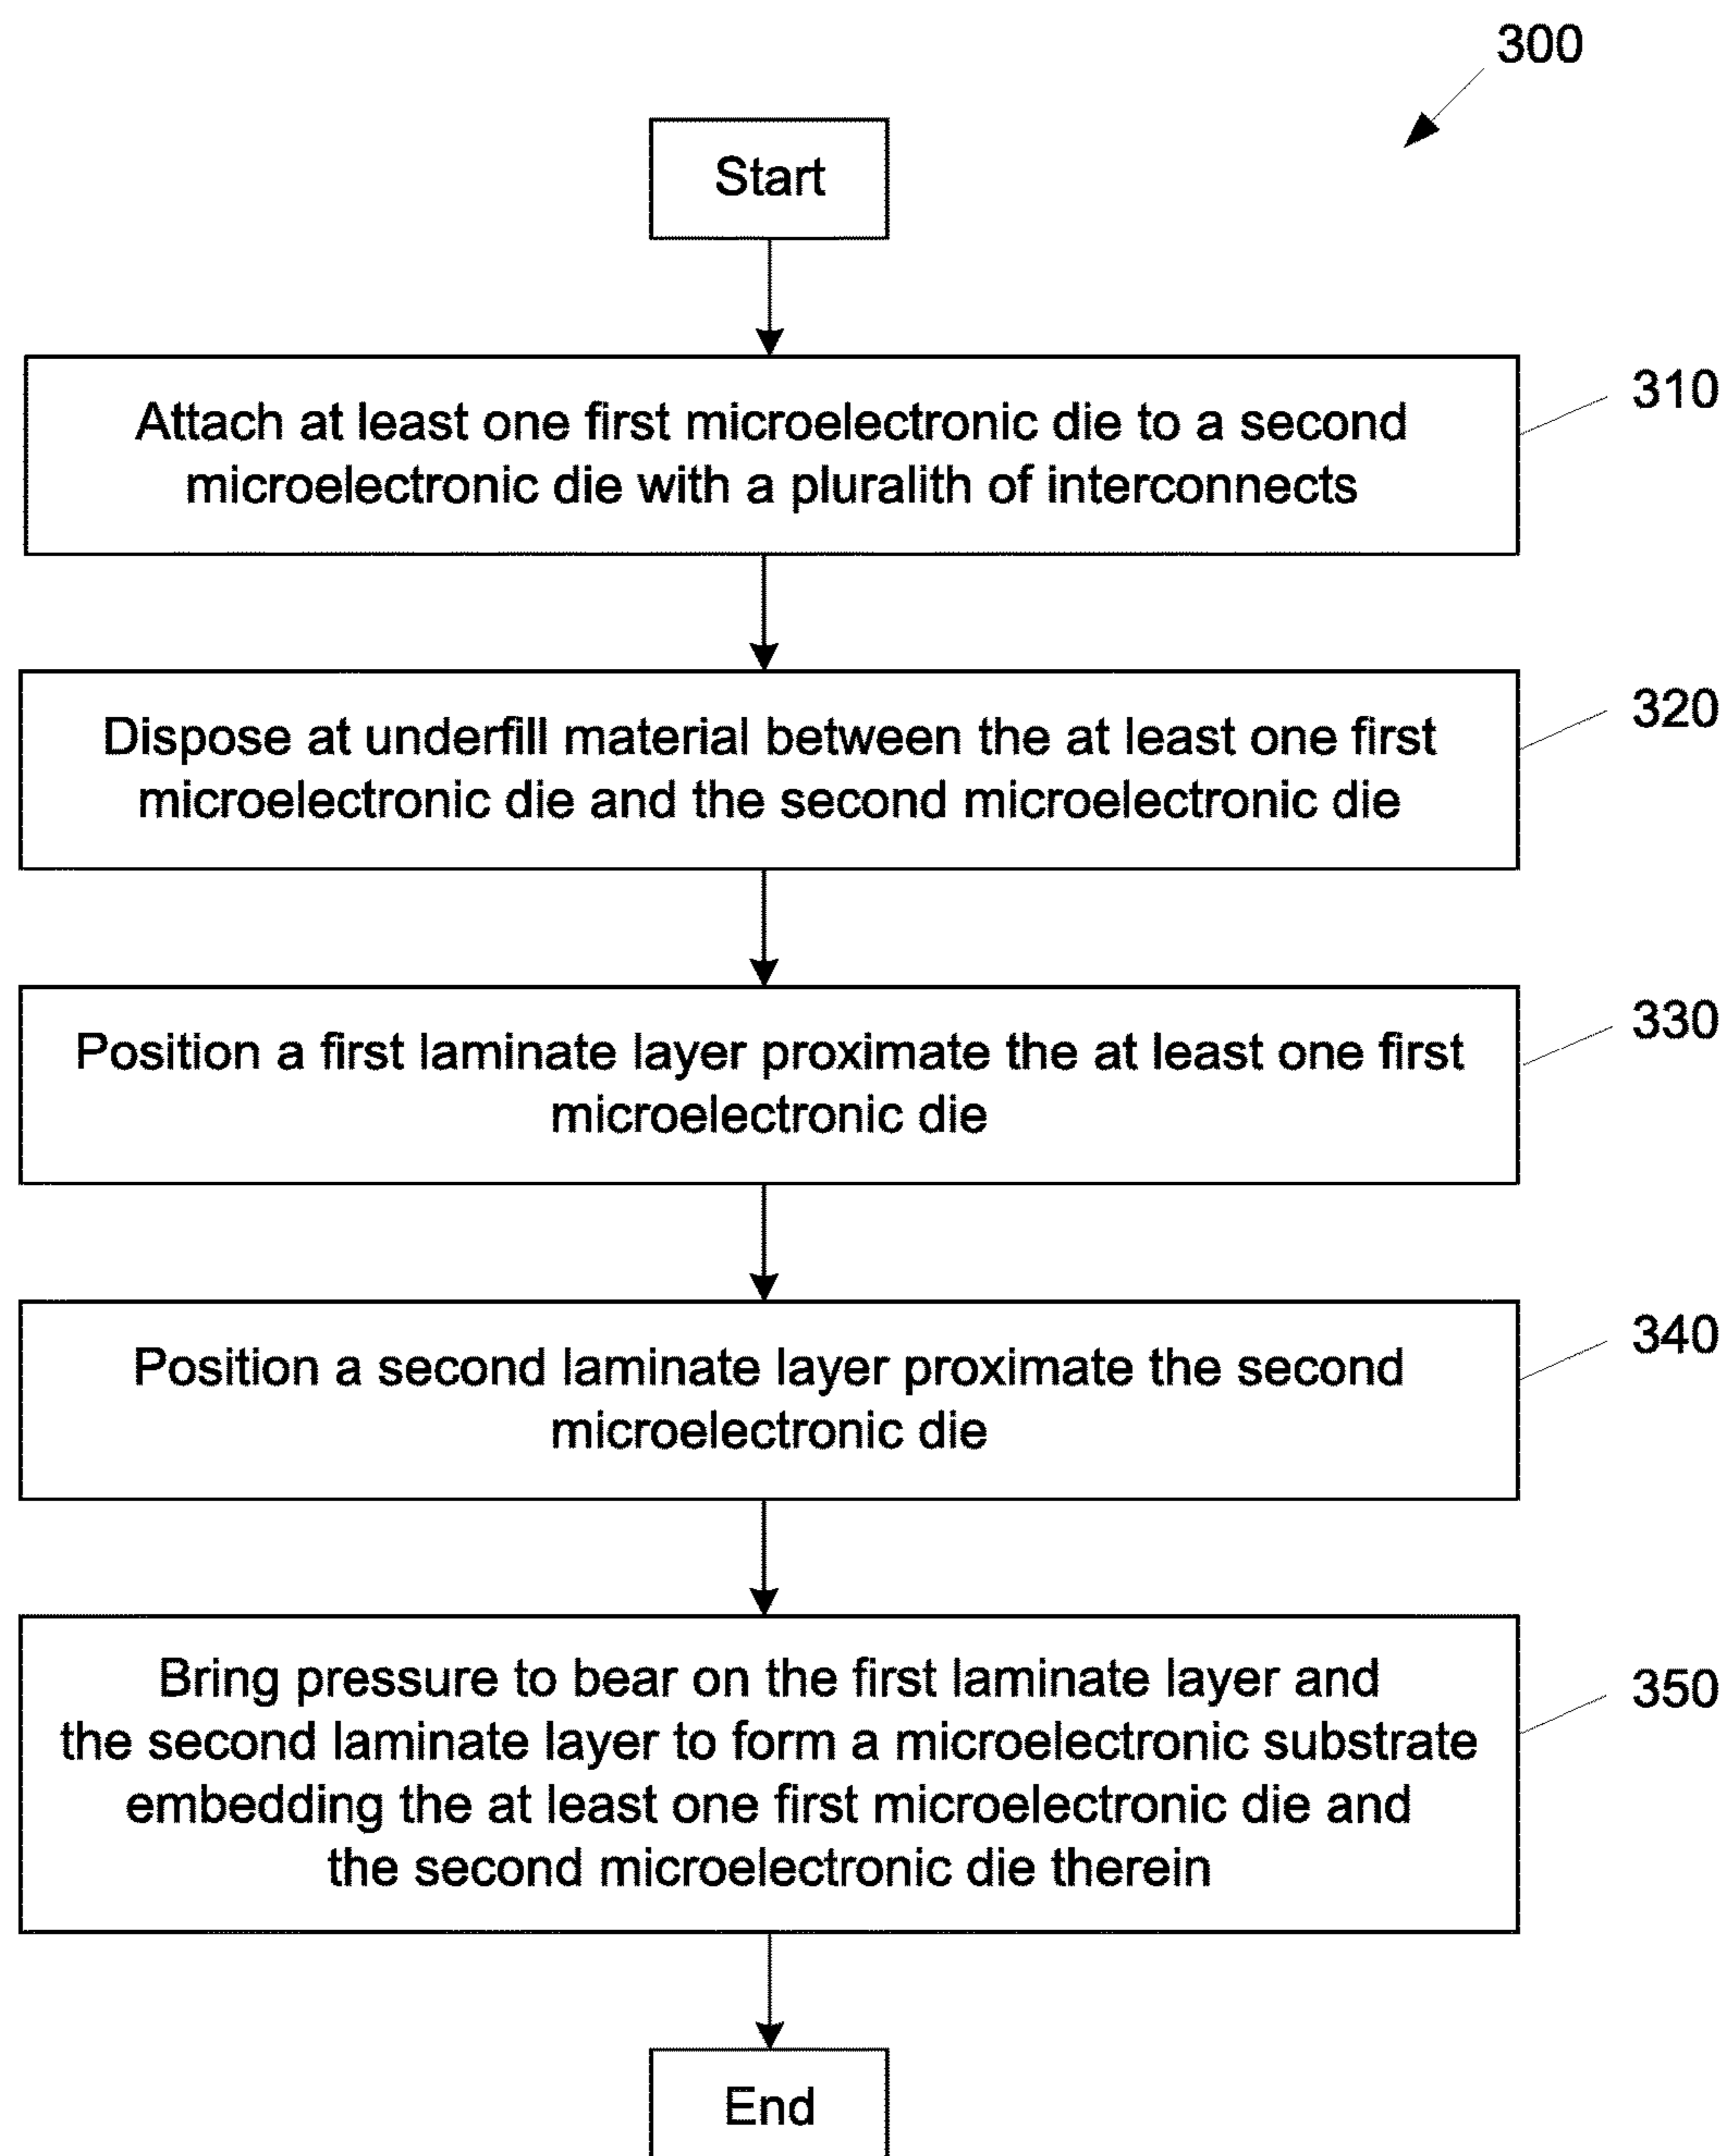 300
Start
310
Attach at least one first microelectronic die to a second
microelectronic die with a pluralith of interconnects
320
Dispose at underfill material between the at least one first
microelectronic die and the second microelectronic die
330
Position a first laminate layer proximate the at least one first
microelectronic die
340
Position a second laminate layer proximate the second
microelectronic die
350
Bring pressure to bear on the first laminate layer and
the second laminate layer to form a microelectronic substrate
embedding the at least one first microelectronic die and
the second microelectronic die therein
End